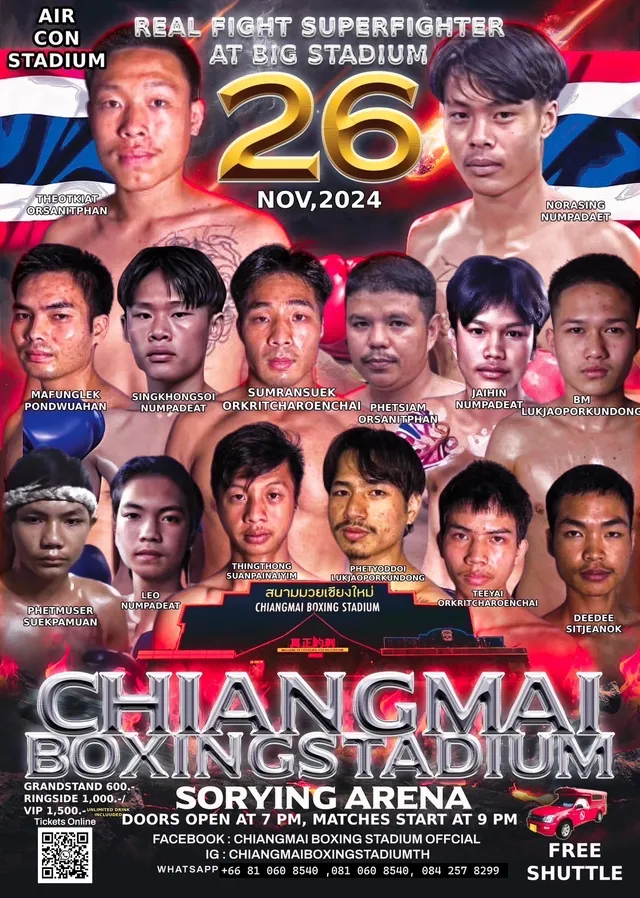 AIR
CON
STADIUM
REAL FIGHT SUPERFIGHTER
AT BIG STADIUM
26
NOV,2024
THEOTKIAT
ORSANITPHAN
NORASING
NUMPADAET
MAFUNGLEK
PONDWUAHAN
SINGKHONGSOI
NUMPADEAT
SUMRANSUEK
ORKRITCHAROENCHAI
PHETSIAM
ORSANITPHAN
JAIHIN
NUMPADEAT
BM
LUKJAOPORKUNDONG
PHETMUSER
SUEKPAMUAN
LEO
NUMPADEAT
THINGTHONG
SUANPAINAIYIM
PHETYODDOI
LUKJAOPORKUNDONG
TEEYAI
ORKRITCHAROENCHAI
DEEDEE
SITJEANOK
สนามมวยเชียงใหม่
CHIANGMAI BOXING STADIUM
CHIANGMAI
BOXINGSTADIUM
GRANDSTAND 600.-
RINGSIDE 1,000.-/
VIP 1,500.- UNLIMITED DRINK
INCLUUDED
Tickets Online
SORYING ARENA
DOORS OPEN AT 7 PM, MATCHES START AT 9 PM
FACEBOOK : CHIANGMAI BOXING STADIUM OFFCIAL
IG : CHIANGMAIBOXINGSTADIUMTH
WHATSAPP +66 81 060 8540 ,081 060 8540, 084 257 8299
FREE
SHUTTLE